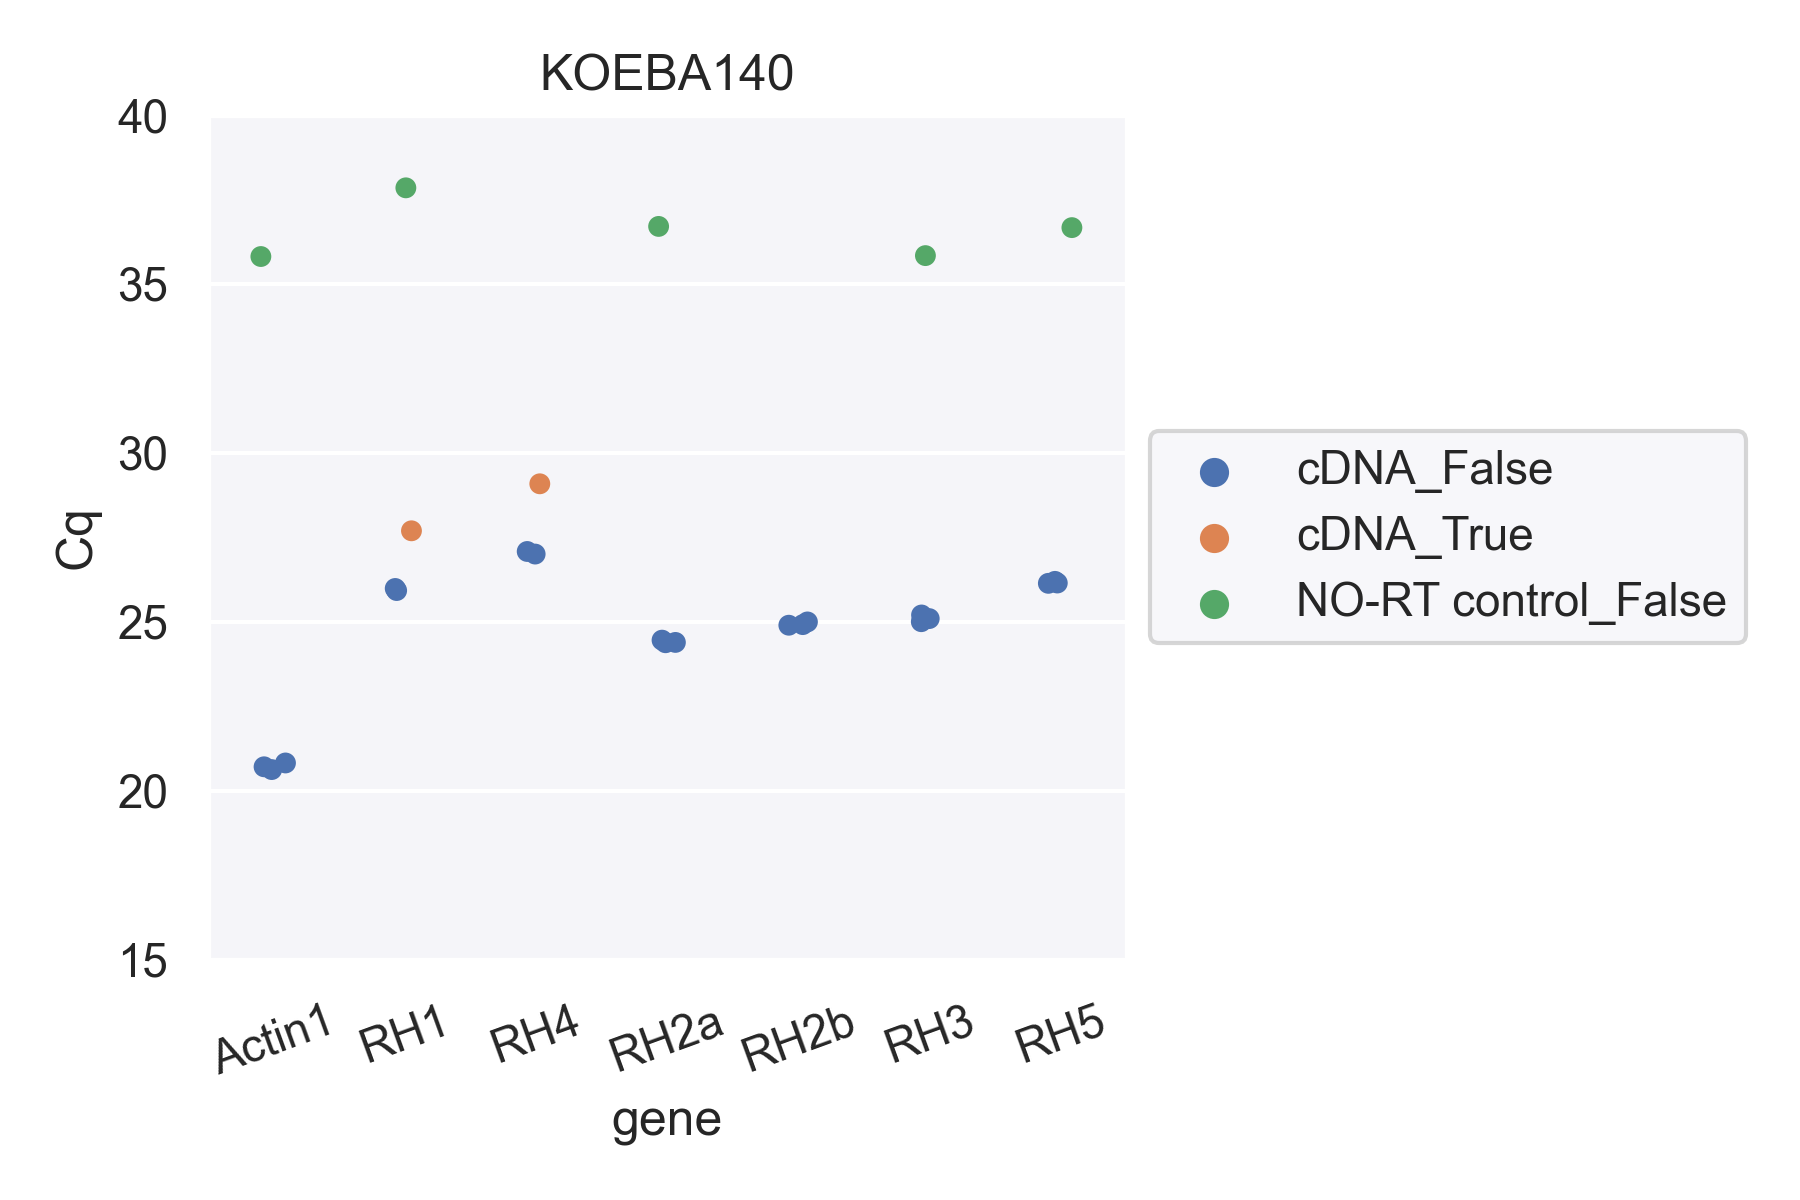 KOEBA140
40
35
30
25
20
15
Cq
Actin1
RH1
RH4
RH2a
RH2b
RH3
RH5
gene
cDNA_False
cDNA_True
NO-RT control_False